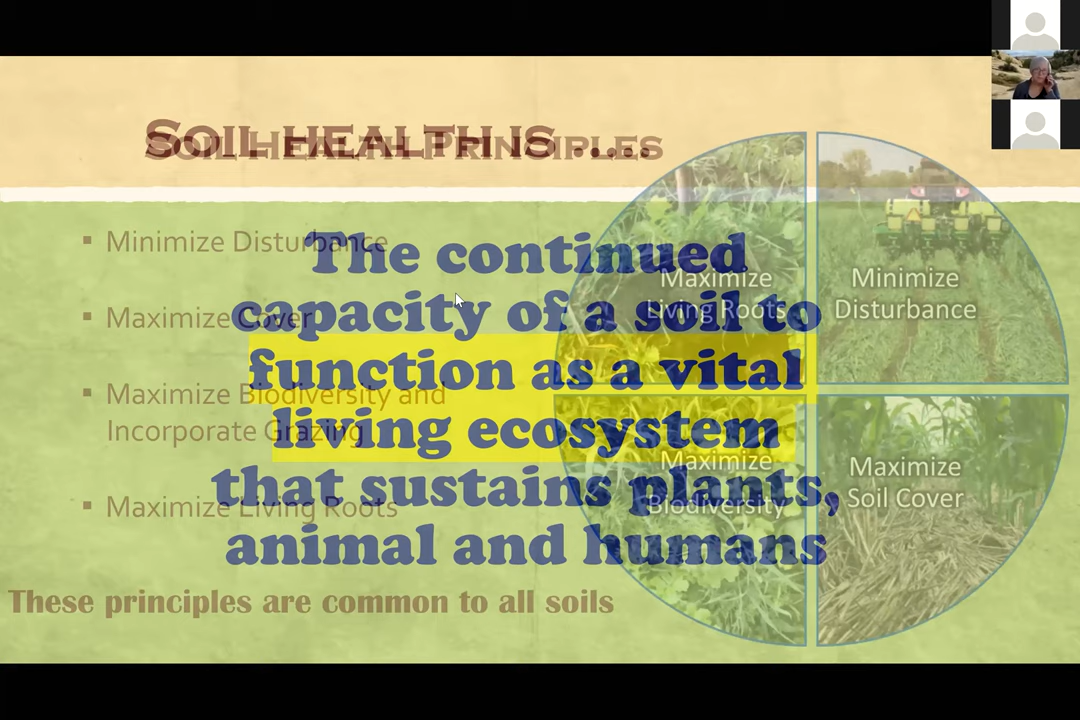 Soil health is .....
The continued
capacity of a soil to
function as a vital
living ecosystem
that sustains plants,
animal and humans
Soil Health Principles
▪ Minimize Disturbance
▪ Maximize Cover
▪ Maximize Biodiversity and
Incorporate Grazing
▪ Maximize Living Roots
These principles are common to all soils
Maximize
Living Roots
Minimize
Disturbance
Maximize
Biodiversity
Maximize
Soil Cover